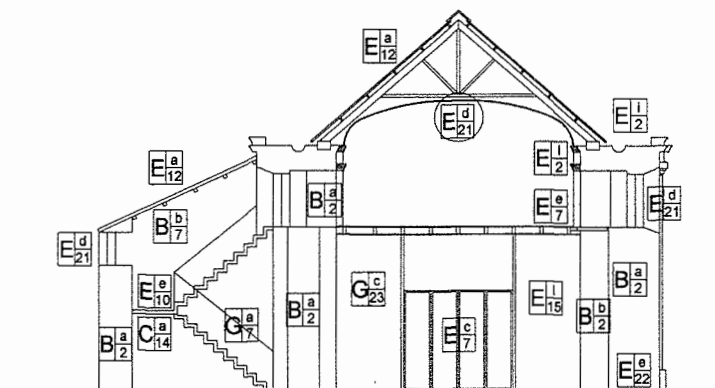 E a 12
E d 21
E i 2
E a 12
E i 2
B a 2
E e 7
E d 21
B b 7
E d 21
E e 10
G c 23
B a 2
C a 14
G a 7
B a 2
E i 15
B b 2
B a 2
E c 7
E e 22